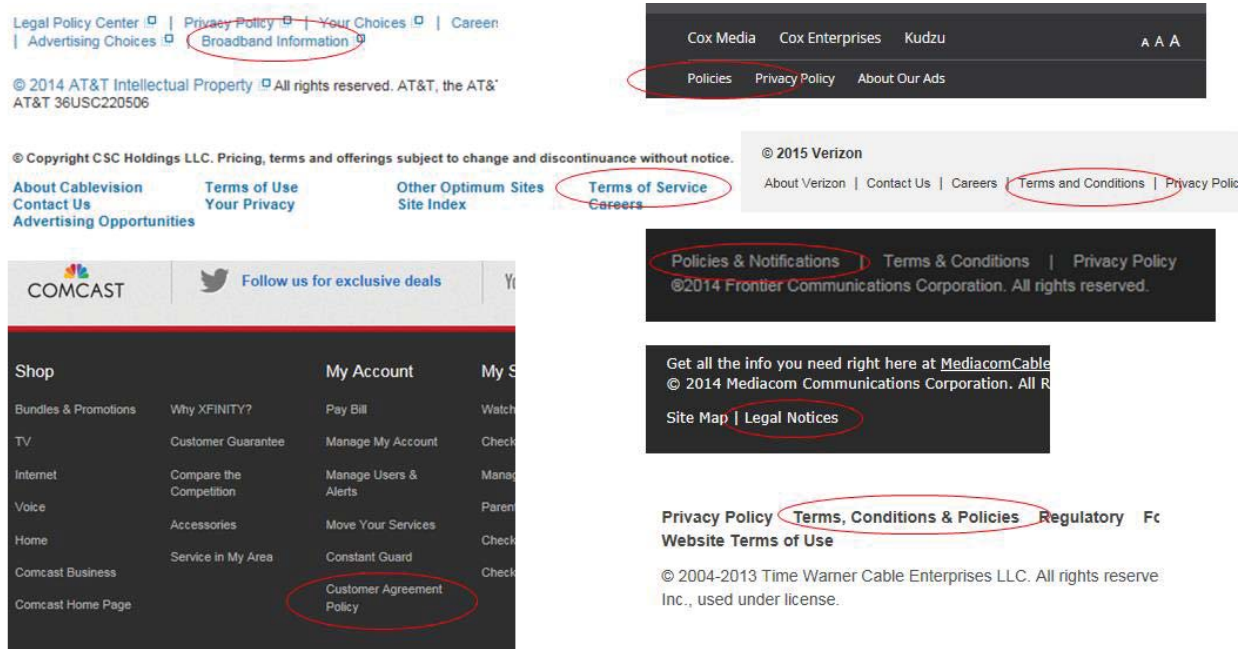 Legal Policy Center | Privacy Policy | Your Choices | Careers
| Advertising Choices | Broadband Information
© 2014 AT&T Intellectual Property All rights reserved. AT&T, the AT&T
AT&T 36USC220506
Cox Media Cox Enterprises Kudzu A A A
Policies Privacy Policy About Our Ads
© Copyright CSC Holdings LLC. Pricing, terms and offerings subject to change and discontinuance without notice.
About Cablevision Terms of Use Other Optimum Sites Terms of Service
Contact Us Your Privacy Site Index Careers
Advertising Opportunities
© 2015 Verizon
About Verizon | Contact Us | Careers | Terms and Conditions | Privacy Polic
COMCAST Follow us for exclusive deals
Shop My Account My S
Bundles & Promotions Why XFINITY? Pay Bill Watch
TV Customer Guarantee Manage My Account Check
Internet Compare the Manage Users & Manag
Competition Alerts
Voice Paren
Accessories Move Your Services
Home Check
Service in My Area Constant Guard
Comcast Business Check
Customer Agreement
Comcast Home Page Policy
Policies & Notifications | Terms & Conditions | Privacy Policy
©2014 Frontier Communications Corporation. All rights reserved.
Get all the info you need right here at MediacomCable
© 2014 Mediacom Communications Corporation. All R
Site Map | Legal Notices
Privacy Policy Terms, Conditions & Policies Regulatory Fo
Website Terms of Use
© 2004-2013 Time Warner Cable Enterprises LLC. All rights reserve
Inc., used under license.